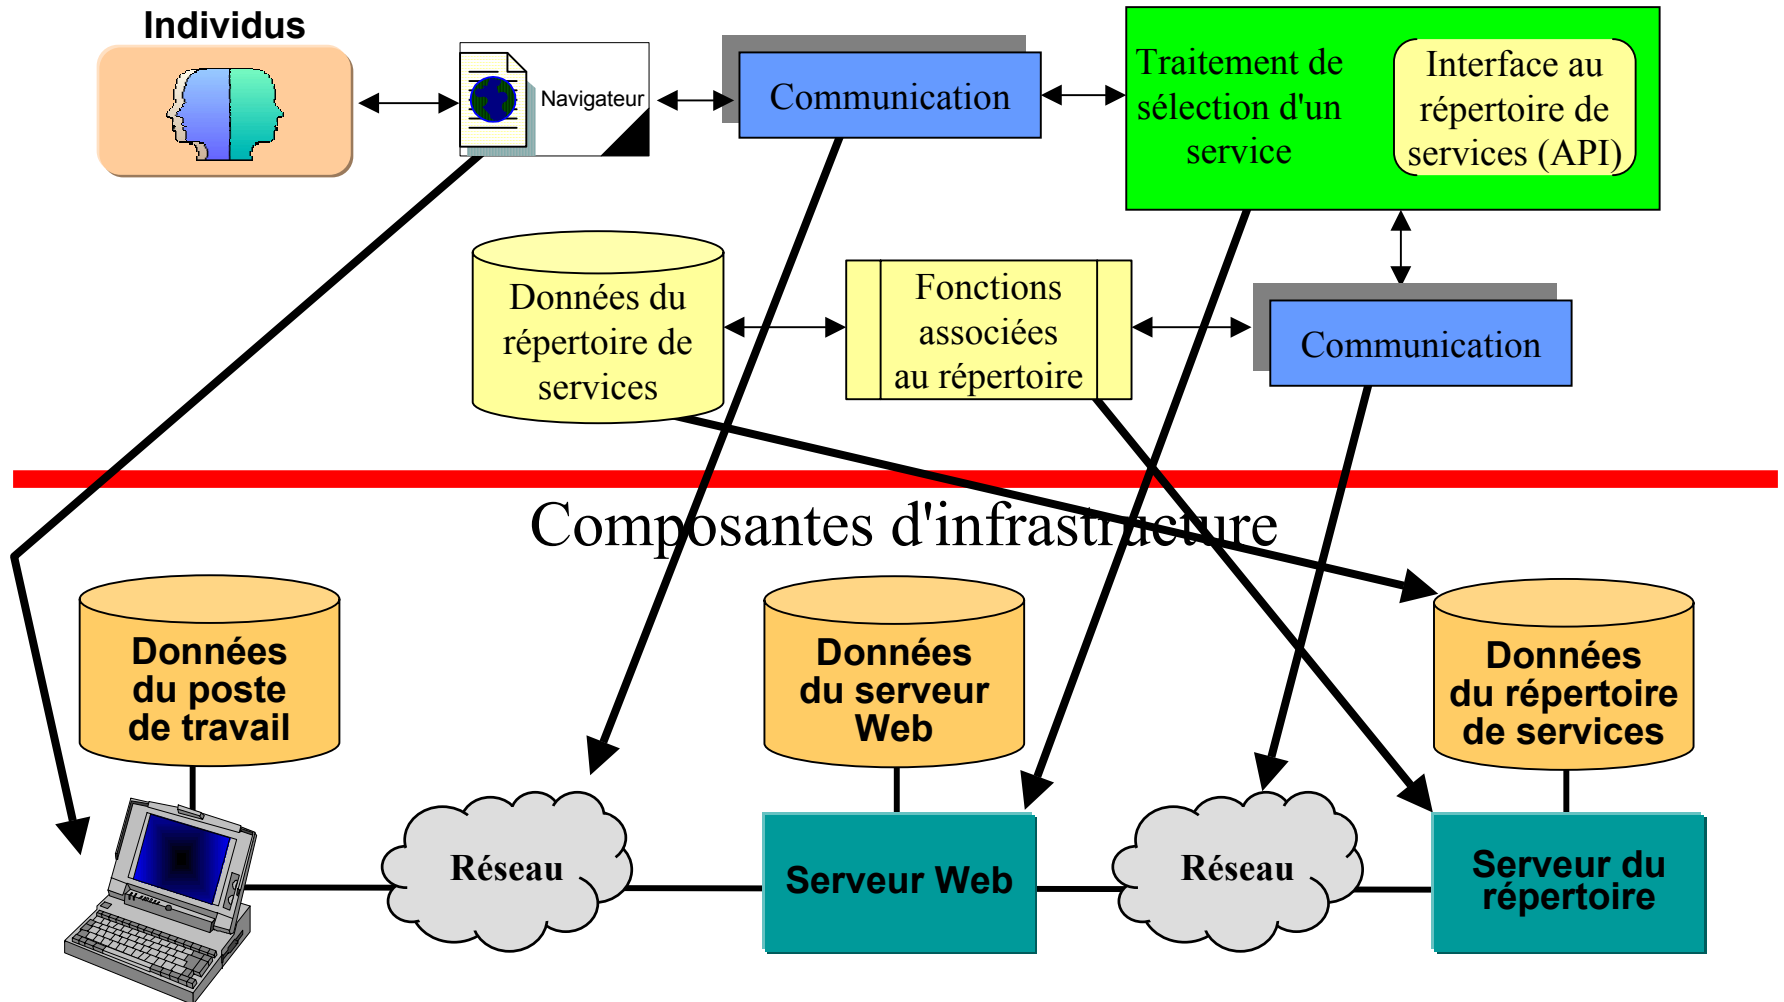 Individus
Navigateur
Communication
Traitement de
sélection d'un
service
Interface au
répertoire de
services (API)
Données du
répertoire de
services
Fonctions
associées
au répertoire
Communication
Composantes d'infrastructure
Données
du poste
de travail
Données
du serveur
Web
Données
du répertoire
de services
Réseau
Serveur Web
Réseau
Serveur du
répertoire